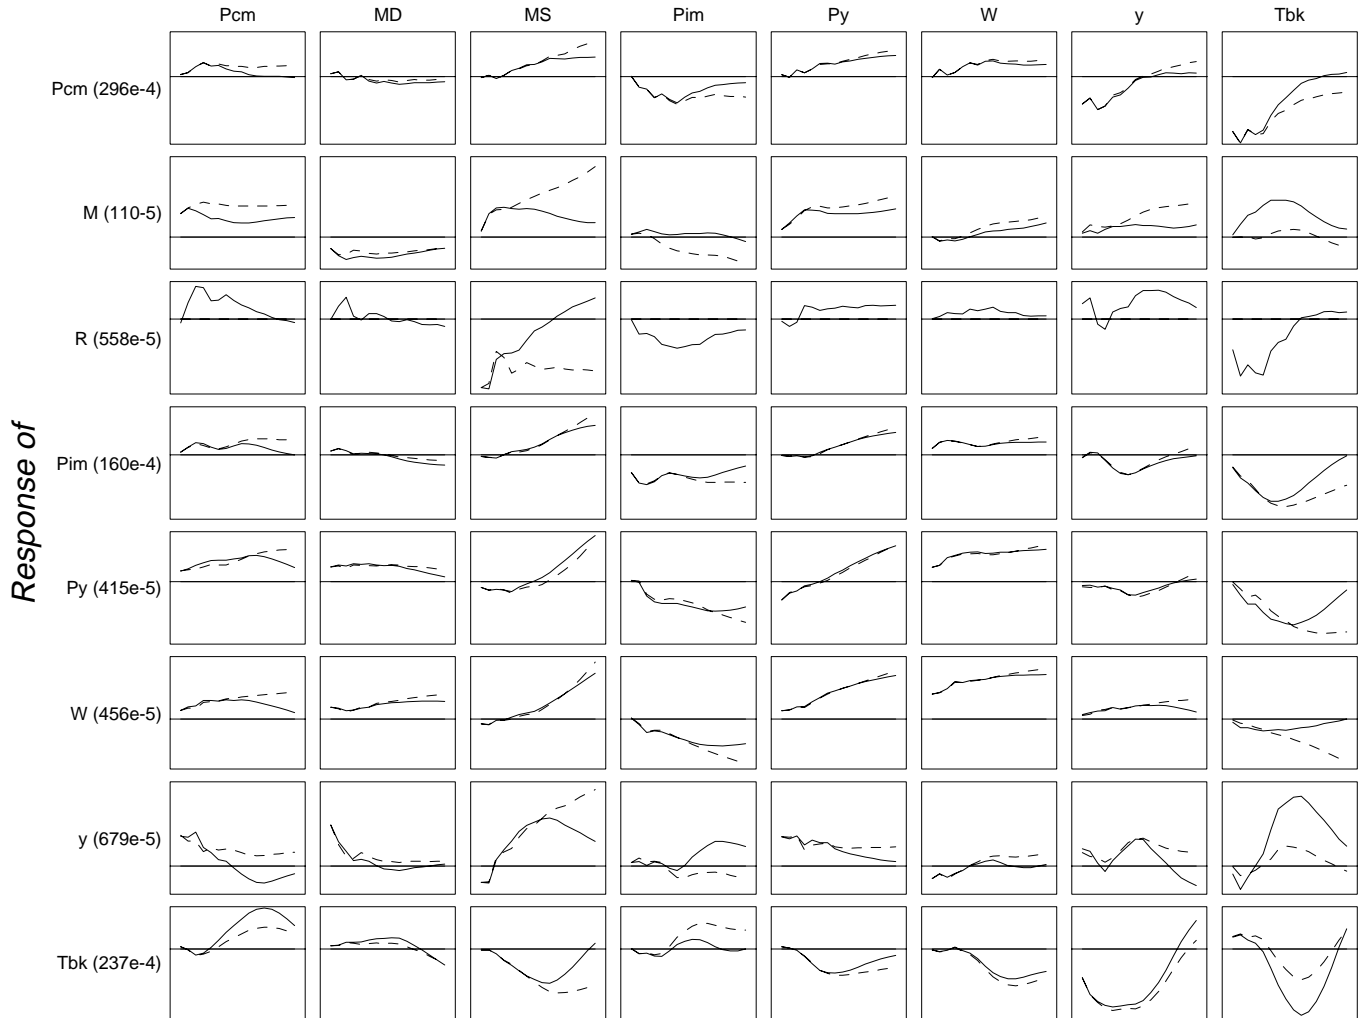 Pcm MD MS Pim Py W y Tbk
Response of
Pcm (296e-4)
M (110-5)
R (558e-5)
Pim (160e-4)
Py (415e-5)
W (456e-5)
y (679e-5)
Tbk (237e-4)